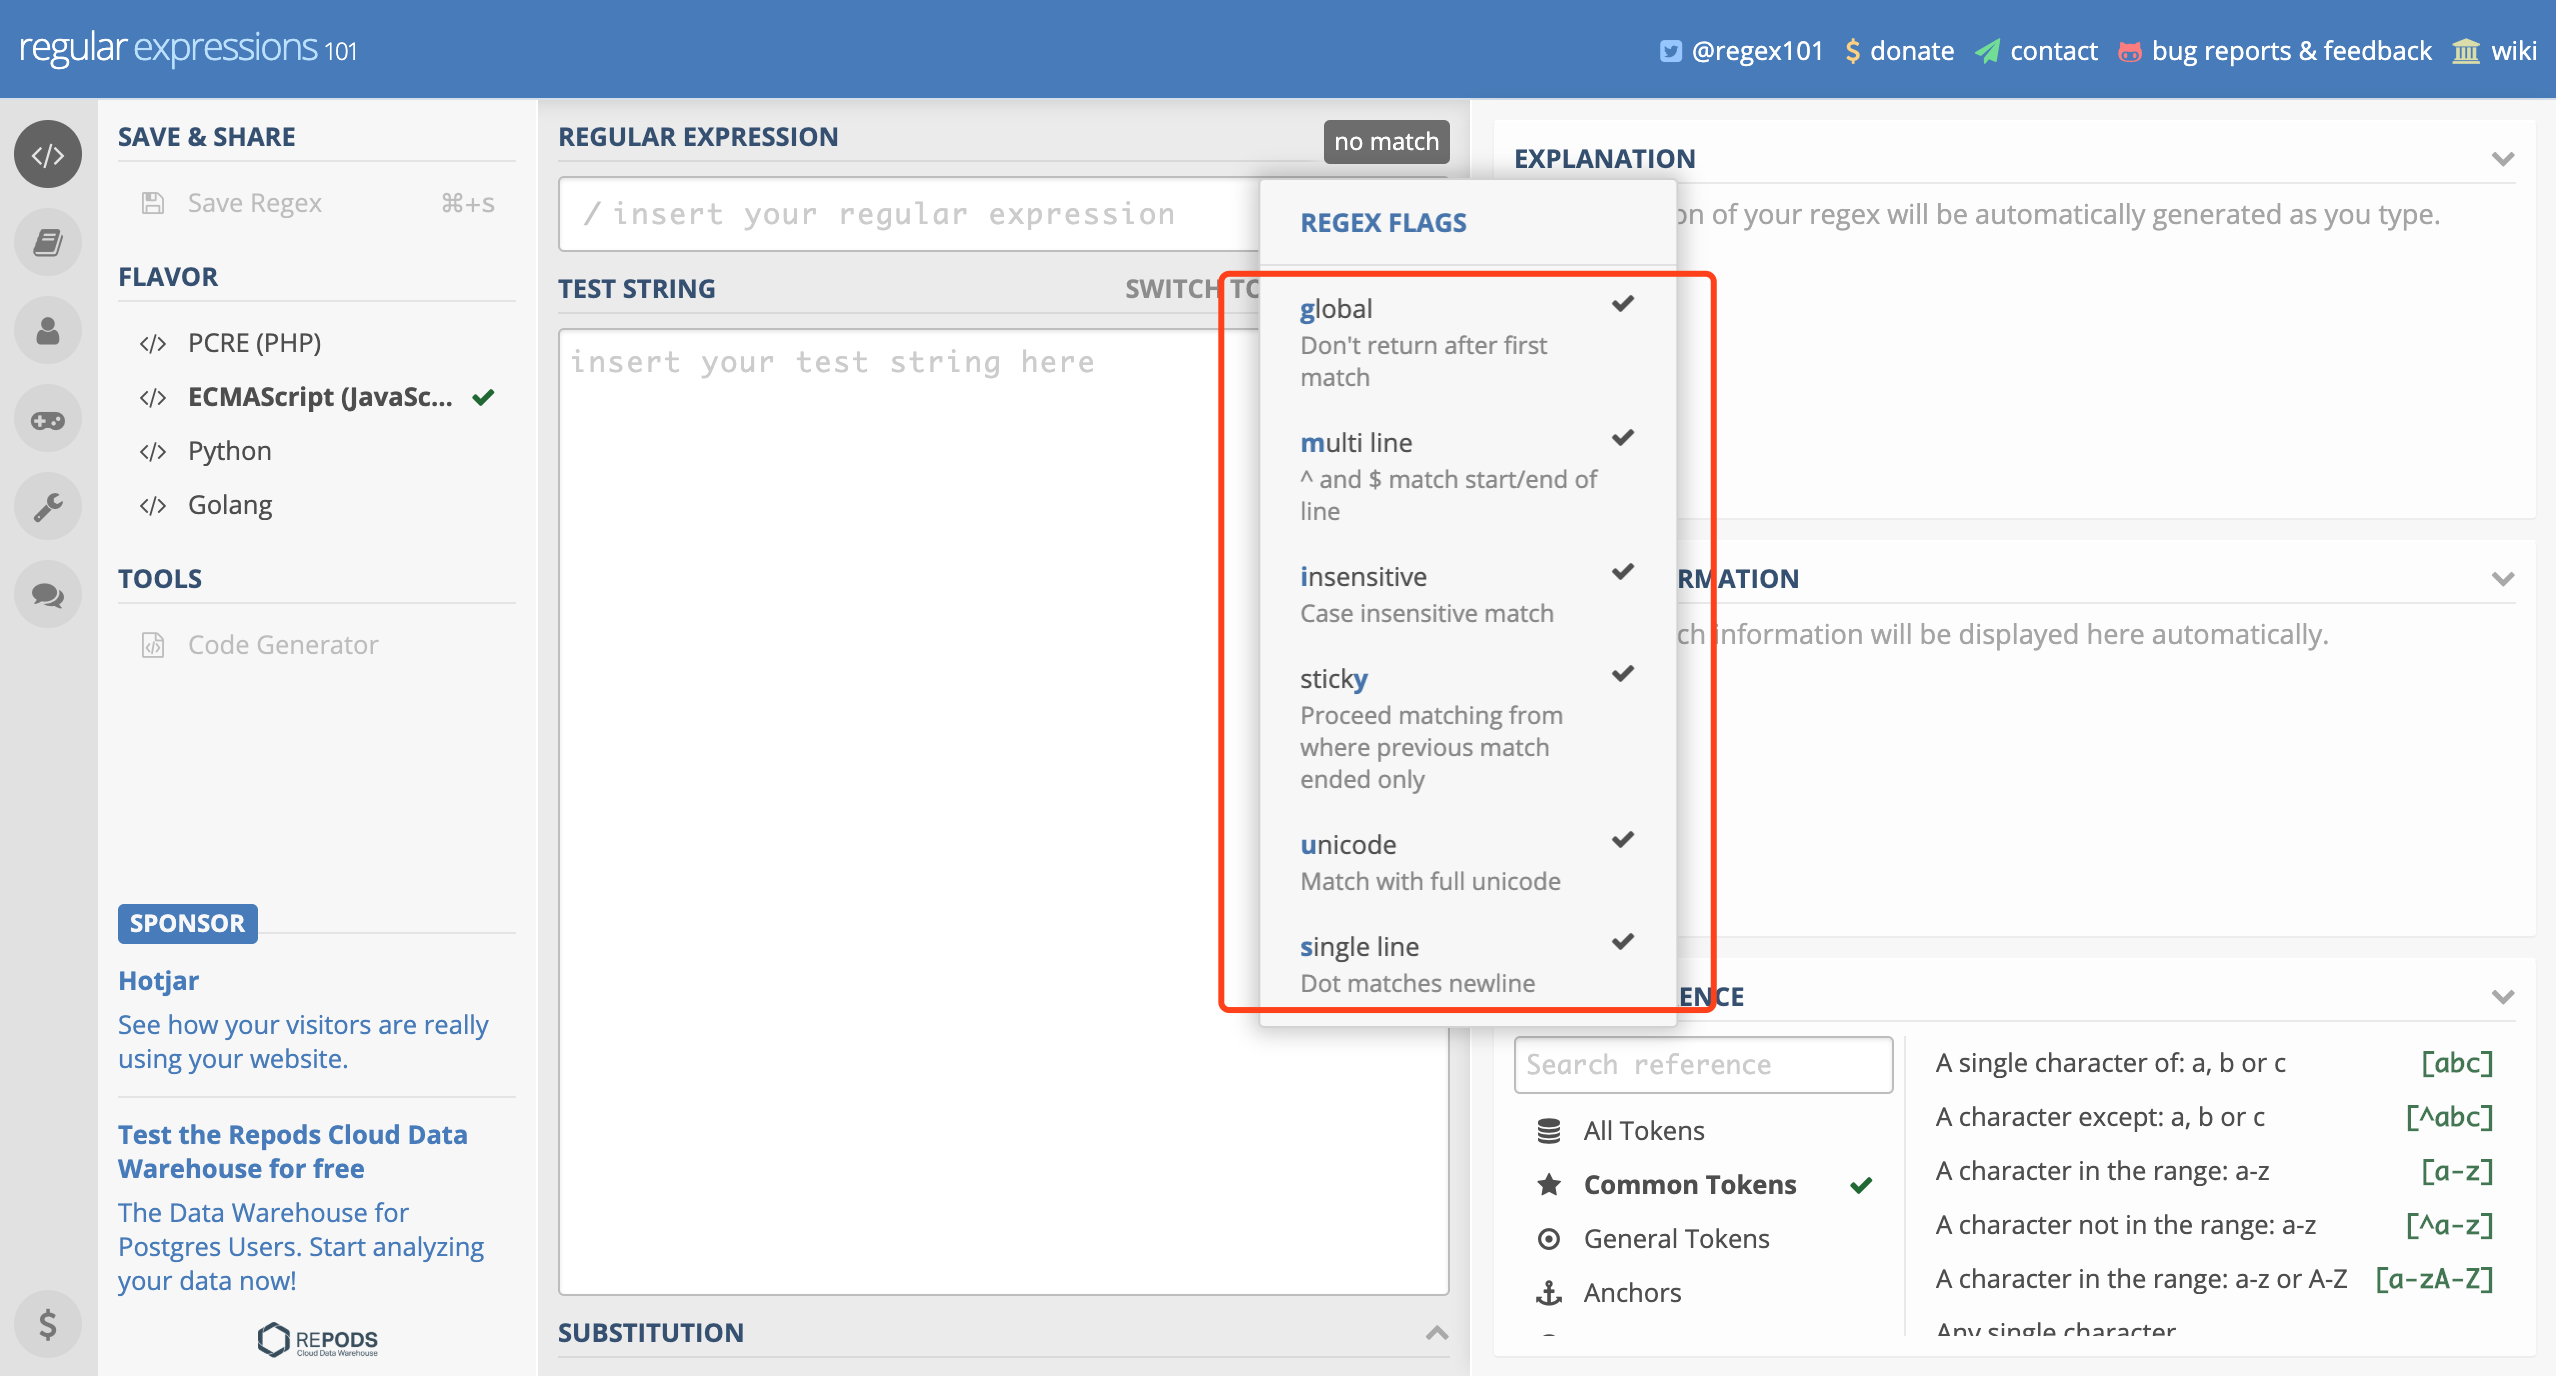 regular expressions 101
@regex101 donate contact bug reports & feedback wiki
SAVE & SHARE
Save Regex ⌘+s
FLAVOR
PCRE (PHP)
ECMAScript (JavaSc...
Python
Golang
TOOLS
Code Generator
SPONSOR
Hotjar
See how your visitors are really
using your website.
Test the Repods Cloud Data
Warehouse for free
The Data Warehouse for
Postgres Users. Start analyzing
your data now!
REPODS
Cloud Data Warehouse
$
REGULAR EXPRESSION
no match
/ insert your regular expression
TEST STRING SWITCH TO
insert your test string here
SUBSTITUTION
REGEX FLAGS
global
Don't return after first
match
multi line
^ and $ match start/end of
line
insensitive
Case insensitive match
sticky
Proceed matching from
where previous match
ended only
unicode
Match with full unicode
single line
Dot matches newline
EXPLANATION
on of your regex will be automatically generated as you type.
RMATION
ch information will be displayed here automatically.
ENCE
Search reference
All Tokens
Common Tokens
General Tokens
Anchors
A single character of: a, b or c [abc]
A character except: a, b or c [^abc]
A character in the range: a-z [a-z]
A character not in the range: a-z [^a-z]
A character in the range: a-z or A-Z [a-zA-Z]
Any single character